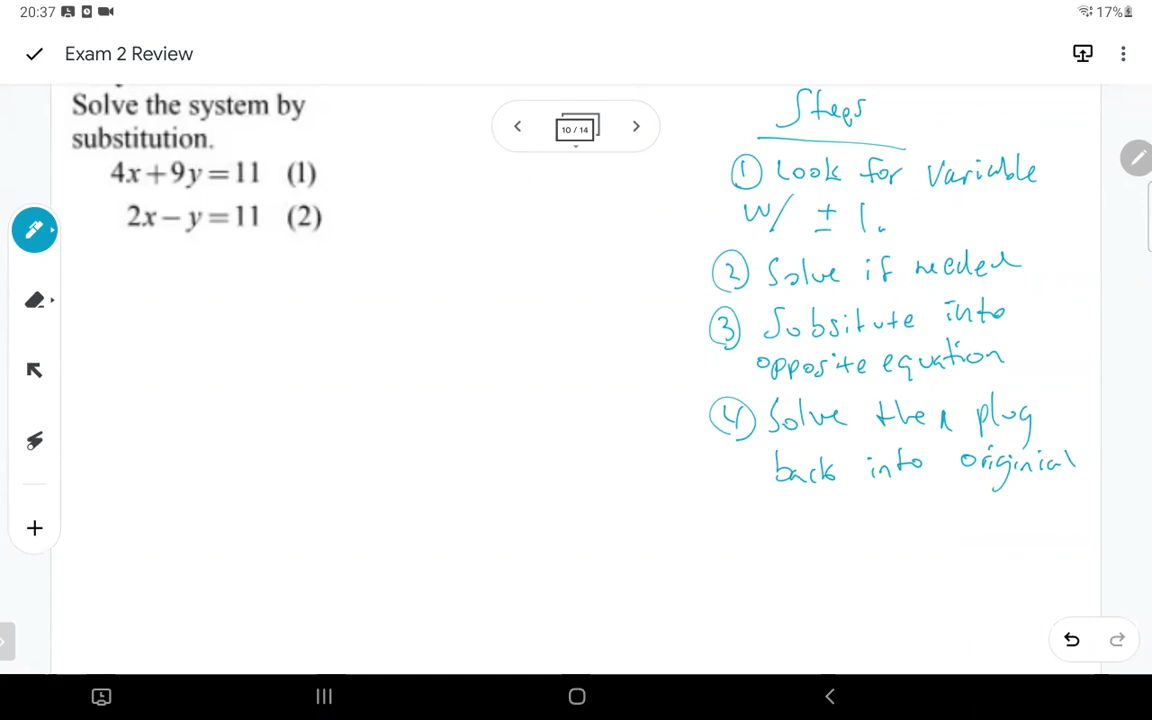 20:37
17%
Exam 2 Review
Solve the system by
substitution.
4x+9y=11 (1)
2x−y=11 (2)
10 / 14
Steps
① Look for Variable
w/ ± 1.
② Solve if needed
③ Subsitute into
opposite equation
④ Solve then plug
back into originial